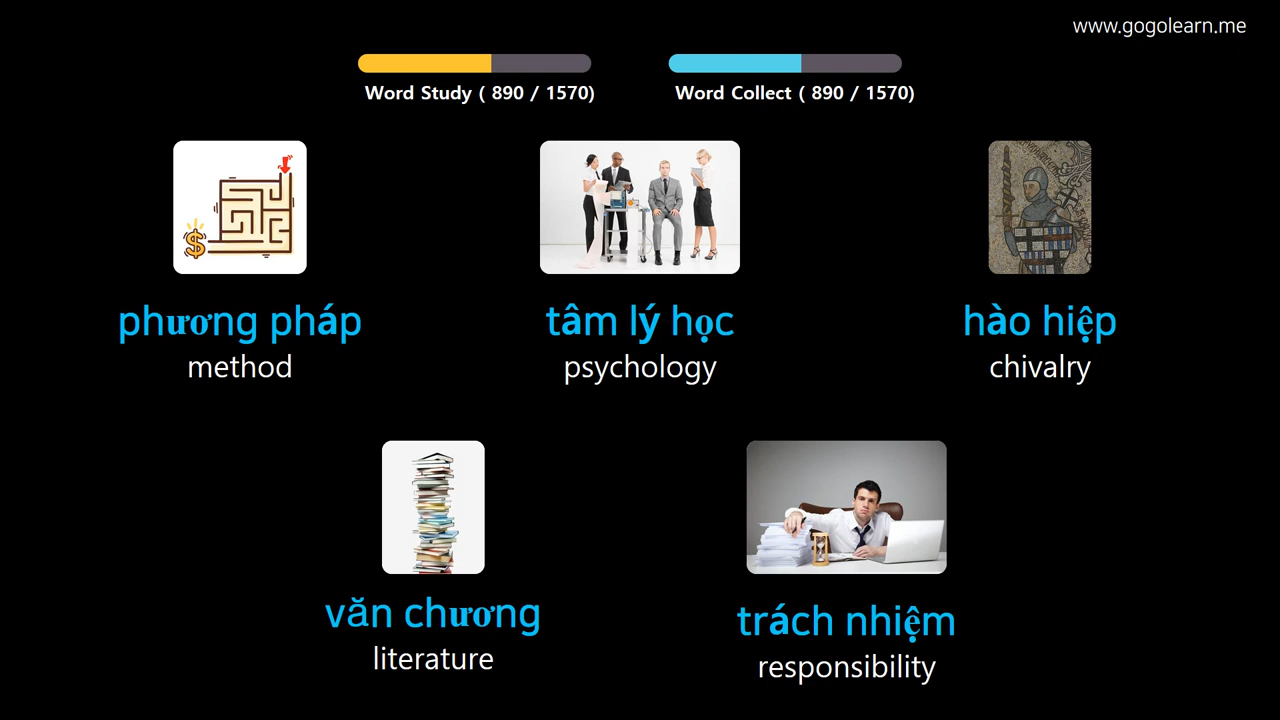 www.gogolearn.me
Word Study ( 890 / 1570)
Word Collect ( 890 / 1570)
phương pháp
method
tâm lý học
psychology
hào hiệp
chivalry
văn chương
literature
trách nhiệm
responsibility